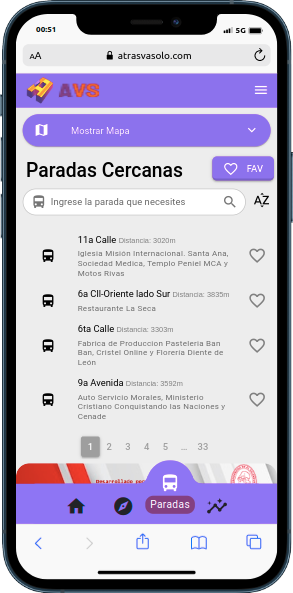 00:51
5G
AA
atrasvasolo.com
AVS
Mostrar Mapa
Paradas Cercanas
FAV
Ingrese la parada que necesites
AZ
11a Calle Distancia: 3020m
Iglesia Misión Internacional. Santa Ana,
Sociedad Medica, Templo Peniel MCA y
Motos Rivas
6a Cll-Oriente lado Sur Distancia: 3835m
Restaurante La Seca
6ta Calle Distancia: 3303m
Fabrica de Produccion Pasteleria Ban
Ban, Cristel Online y Floreria Diente de
León
9a Avenida Distancia: 3592m
Auto Servicio Morales, Ministerio
Cristiano Conquistando las Naciones y
Cenade
1 2 3 4 5 ... 33
Desarrollado por
Paradas